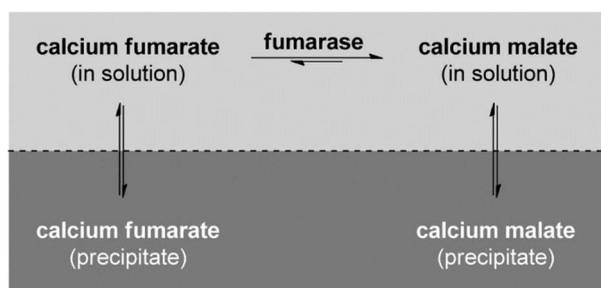 calcium fumarate
(in solution)
fumarase
calcium malate
(in solution)
calcium fumarate
(precipitate)
calcium malate
(precipitate)